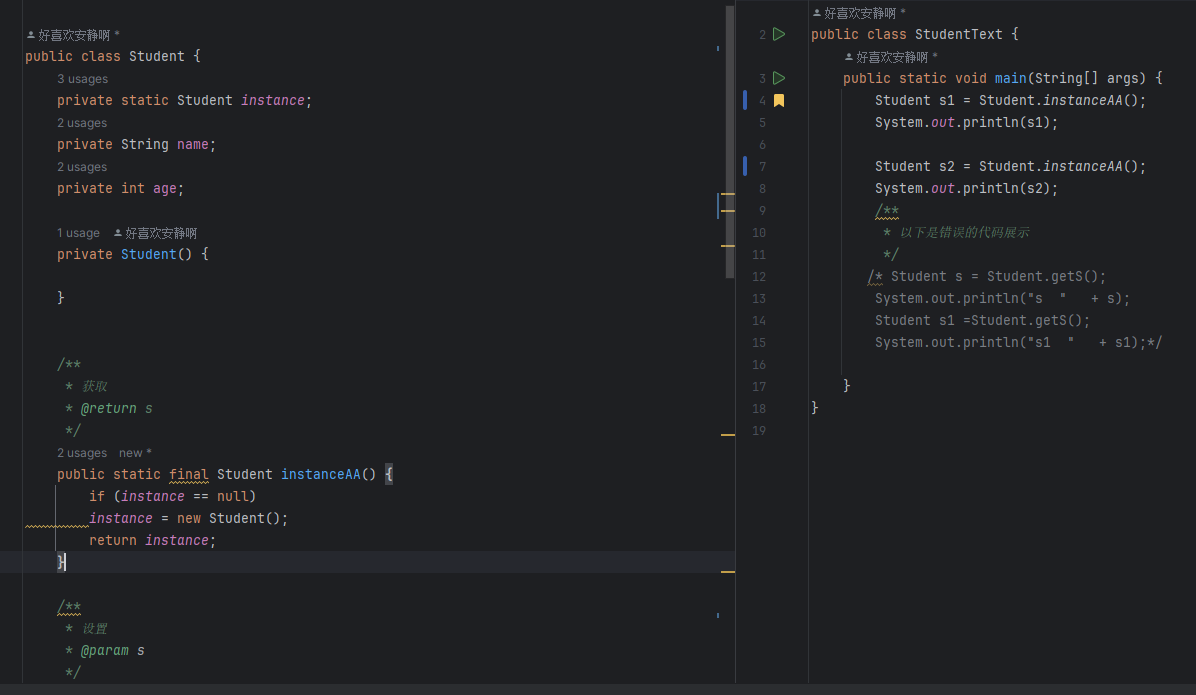 好喜欢安静啊 *
public class Student {
3 usages
private static Student instance;
2 usages
private String name;
2 usages
private int age;
1 usage 好喜欢安静啊
private Student() {
}
/**
* 获取
* @return s
*/
2 usages new *
public static final Student instanceAA() {
if (instance == null)
instance = new Student();
return instance;
}
/**
* 设置
* @param s
*/
好喜欢安静啊 *
2 public class StudentText {
好喜欢安静啊 *
3 public static void main(String[] args) {
4 Student s1 = Student.instanceAA();
5 System.out.println(s1);
6
7 Student s2 = Student.instanceAA();
8 System.out.println(s2);
9 /**
10 * 以下是错误的代码展示
11 */
12 /* Student s = Student.getS();
13 System.out.println("s  "   + s);
14 Student s1 =Student.getS();
15 System.out.println("s1  "   + s1);*/
16
17 }
18 }
19